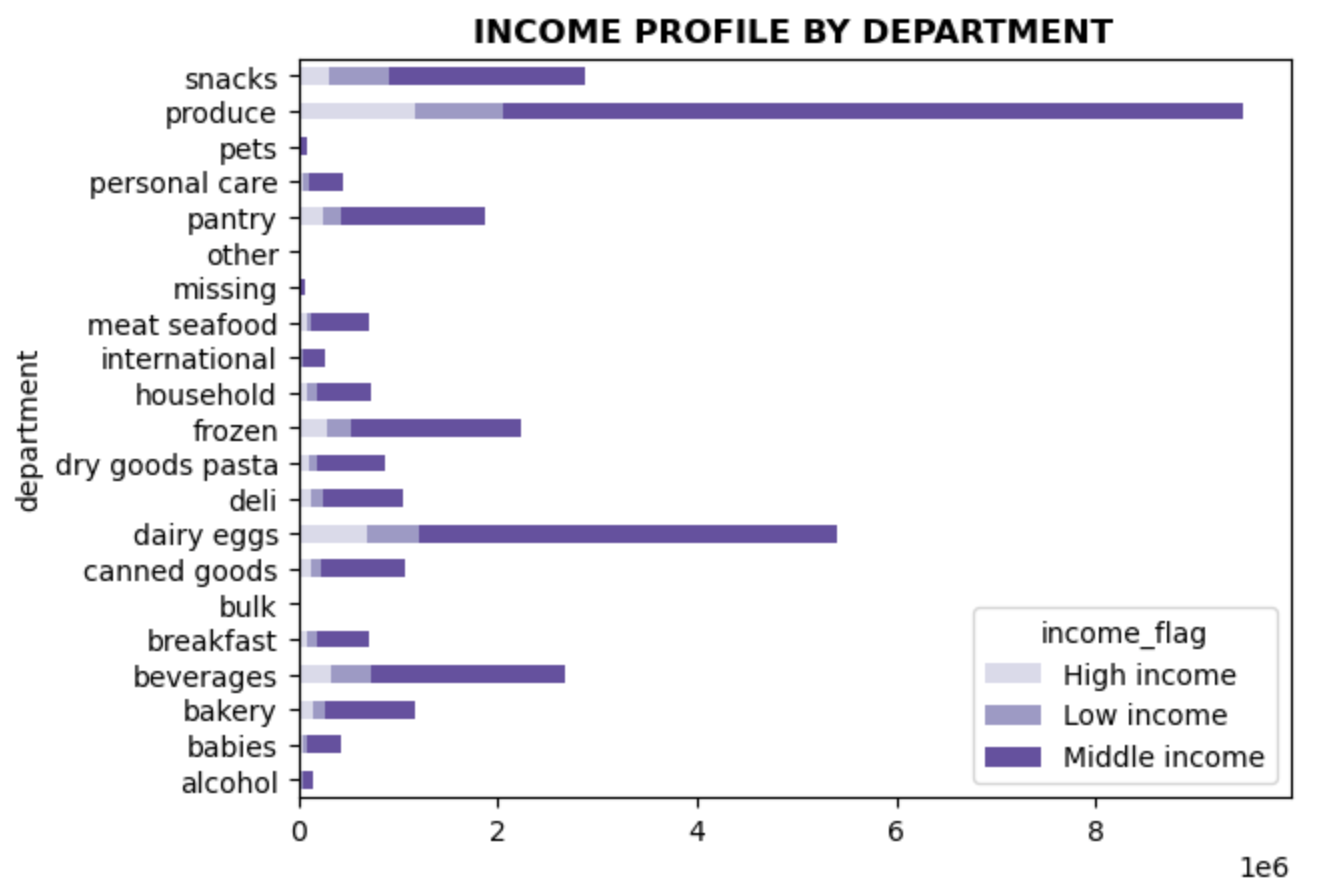 INCOME PROFILE BY DEPARTMENT
snacks
produce
pets
personal care
pantry
other
missing
meat seafood
international
household
frozen
dry goods pasta
deli
dairy eggs
canned goods
bulk
breakfast
beverages
bakery
babies
alcohol
department
income_flag
High income
Low income
Middle income
0 2 4 6 8
1e6